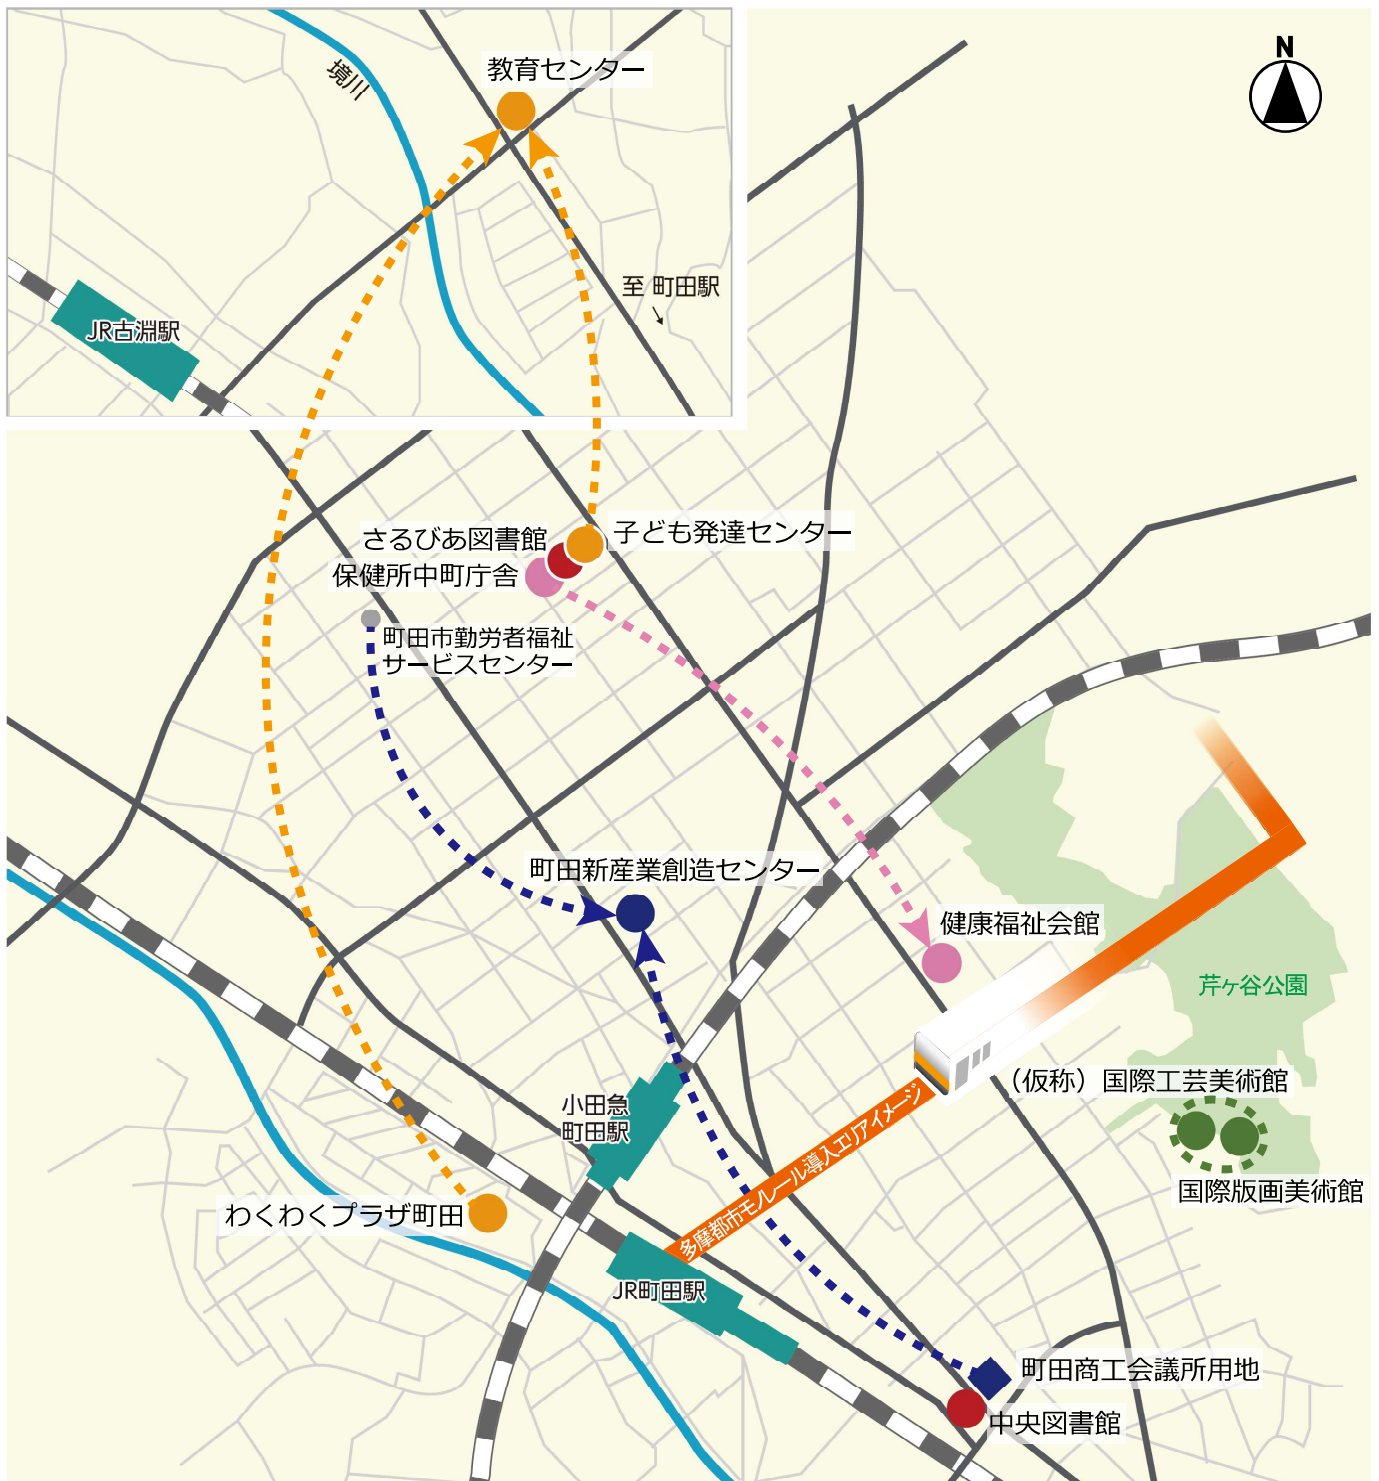 N
教育センター
境川
至 町田駅
JR古淵駅
子ども発達センター
さるびあ図書館
保健所中町庁舎
町田市勤労者福祉
サービスセンター
町田新産業創造センター
健康福祉会館
芹ヶ谷公園
(仮称)国際工芸美術館
小田急
町田駅
多摩都市モノレール導入エリアイメージ
国際版画美術館
わくわくプラザ町田
JR町田駅
町田商工会議所用地
中央図書館